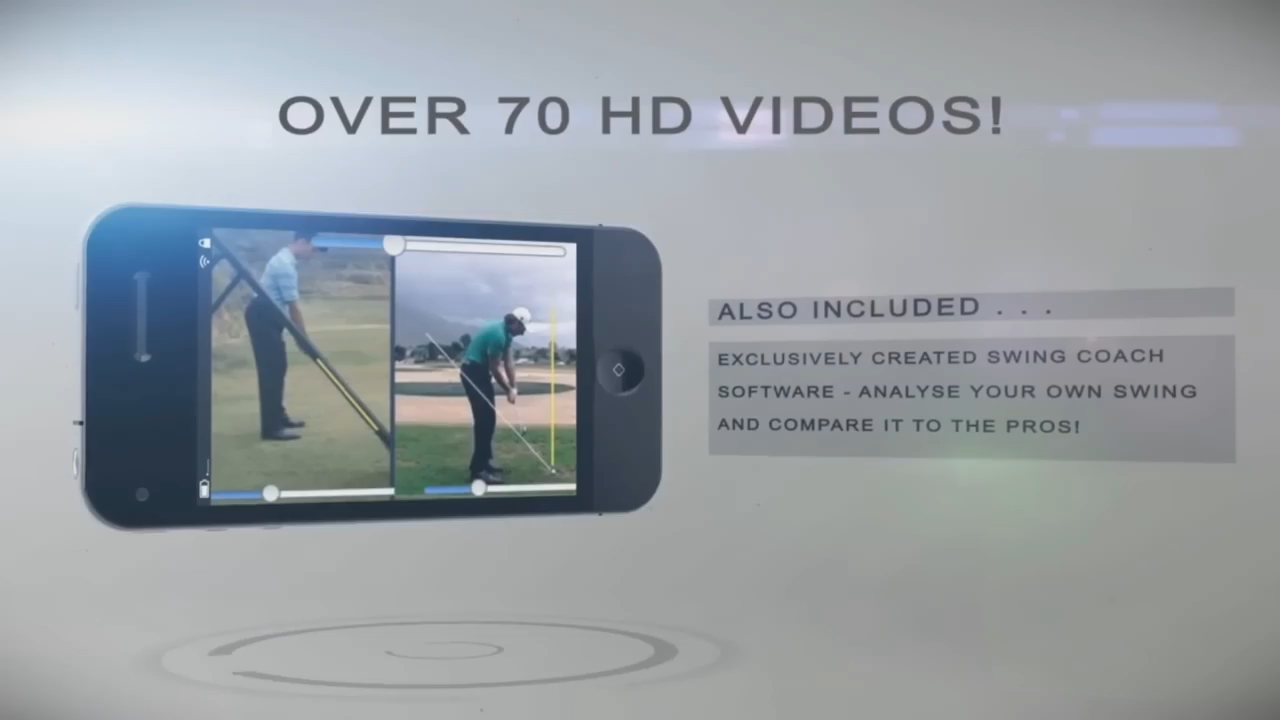 OVER 70 HD VIDEOS!
ALSO INCLUDED . . .
EXCLUSIVELY CREATED SWING COACH
SOFTWARE - ANALYSE YOUR OWN SWING
AND COMPARE IT TO THE PROS!